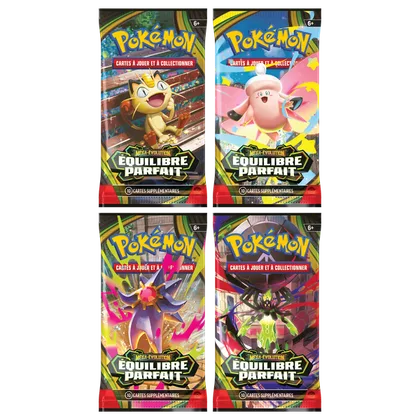 6+
POKéMON
CARTES À JOUER ET À COLLECTIONNER
MÉGA-ÉVOLUTION
ÉQUILIBRE
PARFAIT
10 CARTES SUPPLÉMENTAIRES
6+
POKéMON
CARTES À JOUER ET À COLLECTIONNER
MÉGA-ÉVOLUTION
ÉQUILIBRE
PARFAIT
10 CARTES SUPPLÉMENTAIRES
6+
POKéMON
CARTES À JOUER ET À COLLECTIONNER
MÉGA-ÉVOLUTION
ÉQUILIBRE
PARFAIT
10 CARTES SUPPLÉMENTAIRES
6+
POKéMON
CARTES À JOUER ET À COLLECTIONNER
MÉGA-ÉVOLUTION
ÉQUILIBRE
PARFAIT
10 CARTES SUPPLÉMENTAIRES